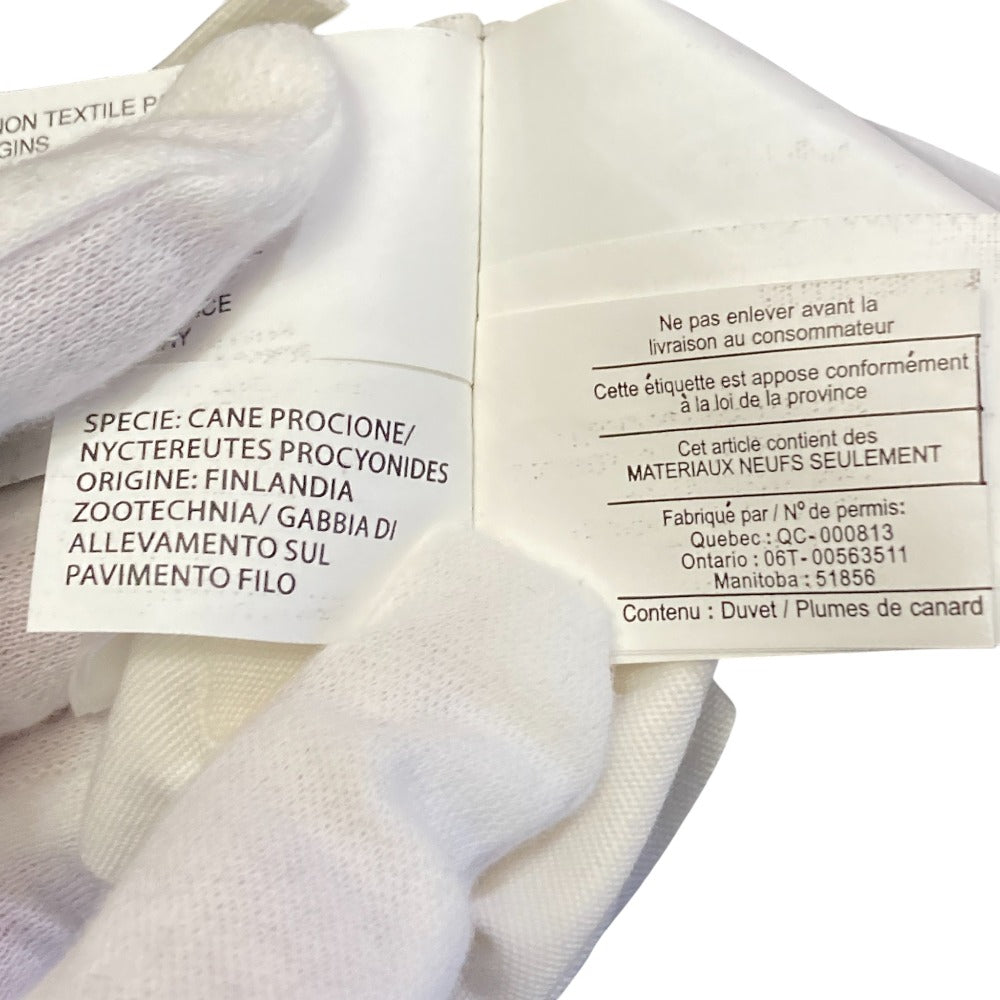 NON TEXTILE
GINS
CE
SPECIE: CANE PROCIONE/
NYCTEREUTES PROCYONIDES
ORIGINE: FINLANDIA
ZOOTECHNIA/ GABBIA DI
ALLEVAMENTO SUL
PAVIMENTO FILO
Ne pas enlever avant la
livraison au consommateur
Cette étiquette est appose conformément
à la loi de la province
Cet article contient des
MATERIAUX NEUFS SEULEMENT
Fabriqué par / Nº de permis:
Quebec : QC-000813
Ontario : 06T-00563511
Manitoba : 51856
Contenu : Duvet / Plumes de canard